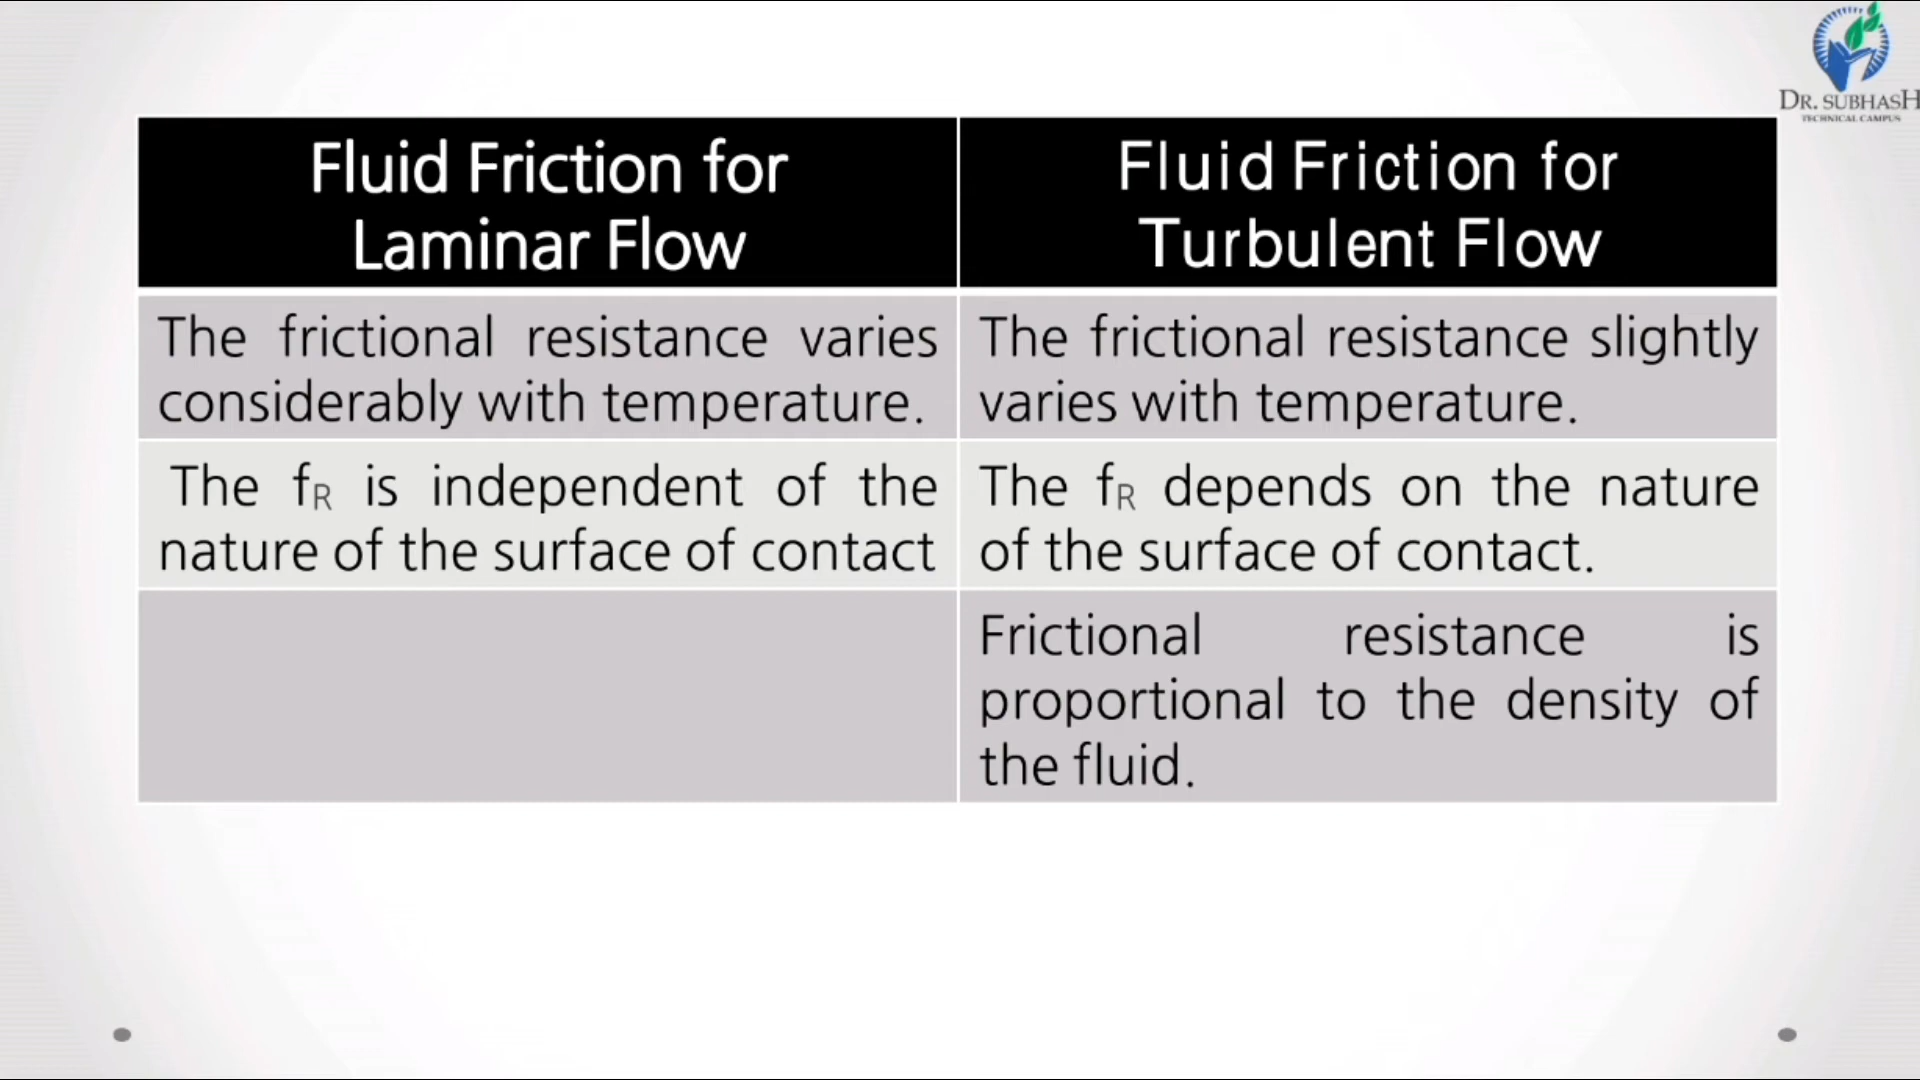 DR. SUBHASH
TECHNICAL CAMPUS
Fluid Friction for
Laminar Flow
Fluid Friction for
Turbulent Flow
The frictional resistance varies
considerably with temperature.
The frictional resistance slightly
varies with temperature.
The fR is independent of the
nature of the surface of contact
The fR depends on the nature
of the surface of contact.
Frictional resistance is
proportional to the density of
the fluid.